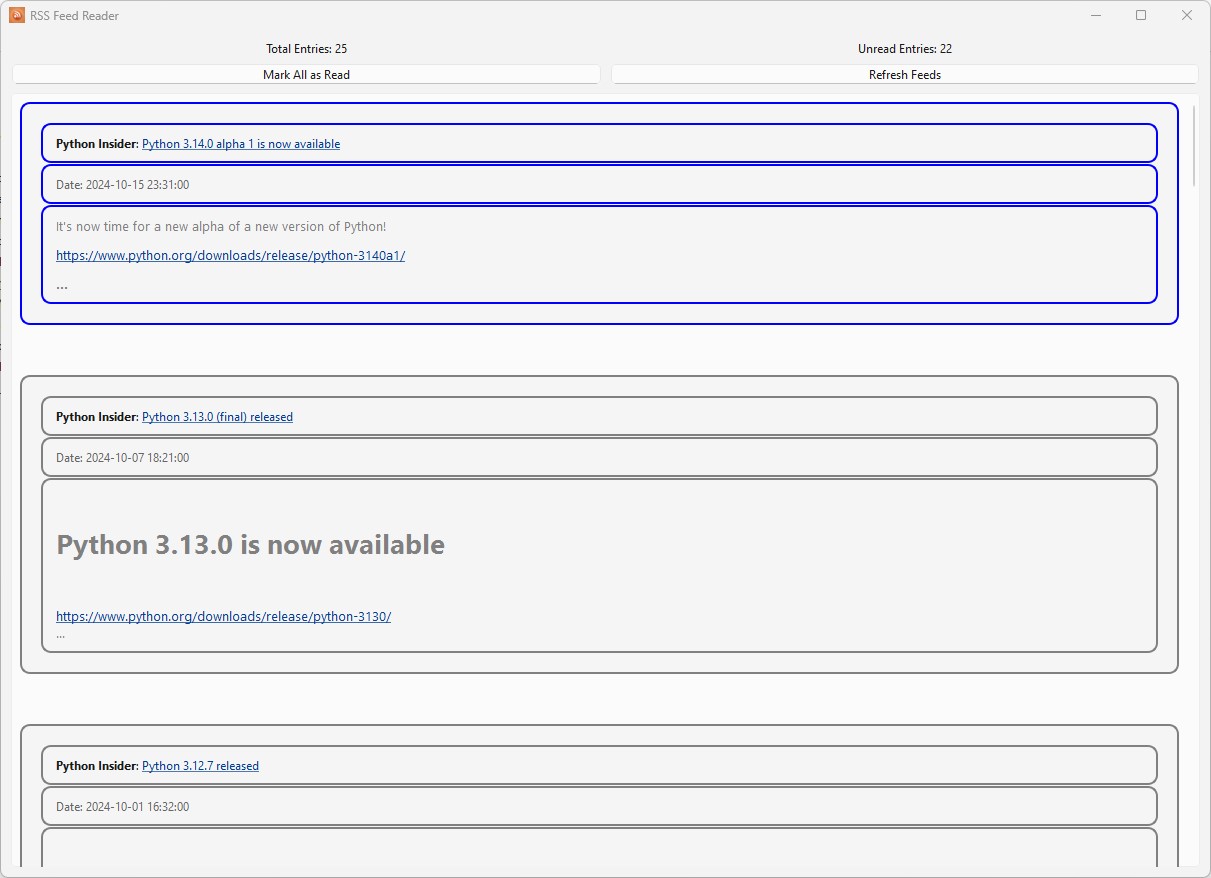 RSS Feed Reader
Total Entries: 25
Unread Entries: 22
Mark All as Read
Refresh Feeds
Python Insider: Python 3.14.0 alpha 1 is now available
Date: 2024-10-15 23:31:00
It's now time for a new alpha of a new version of Python!
https://www.python.org/downloads/release/python-3140a1/
...
Python Insider: Python 3.13.0 (final) released
Date: 2024-10-07 18:21:00
Python 3.13.0 is now available
https://www.python.org/downloads/release/python-3130/
...
Python Insider: Python 3.12.7 released
Date: 2024-10-01 16:32:00